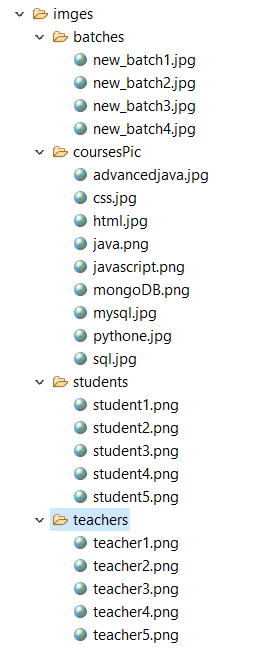 imges
batches
new_batch1.jpg
new_batch2.jpg
new_batch3.jpg
new_batch4.jpg
coursesPic
advancedjava.jpg
css.jpg
html.jpg
java.png
javascript.png
mongoDB.png
mysql.jpg
pythone.jpg
sql.jpg
students
student1.png
student2.png
student3.png
student4.png
student5.png
teachers
teacher1.png
teacher2.png
teacher3.png
teacher4.png
teacher5.png